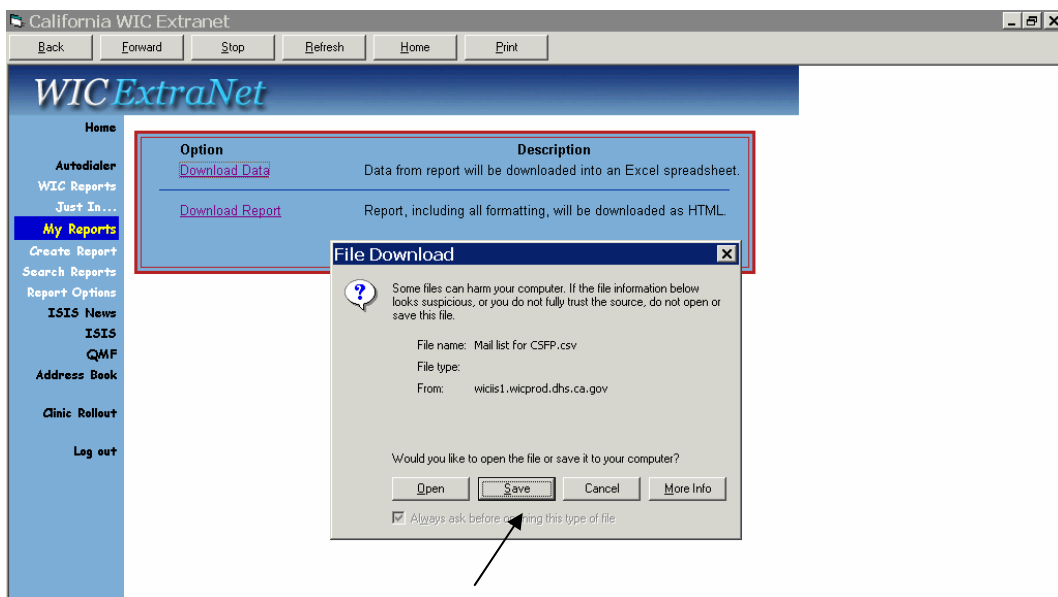 California WIC Extranet
Back Forward Stop Refresh Home Print
WIC ExtraNet
Home
Autodialer
WIC Reports
Just In...
My Reports
Create Report
Search Reports
Report Options
ISIS News
ISIS
QMF
Address Book
Clinic Rollout
Log out
Option Description
Download Data Data from report will be downloaded into an Excel spreadsheet.
Download Report Report, including all formatting, will be downloaded as HTML.
File Download
Some files can harm your computer. If the file information below
looks suspicious, or you do not fully trust the source, do not open or
save this file.
File name: Mail list for CSFP.csv
File type:
From: wiciis1.wicprod.dhs.ca.gov
Would you like to open the file or save it to your computer?
Open Save Cancel More Info
Always ask before opening this type of file